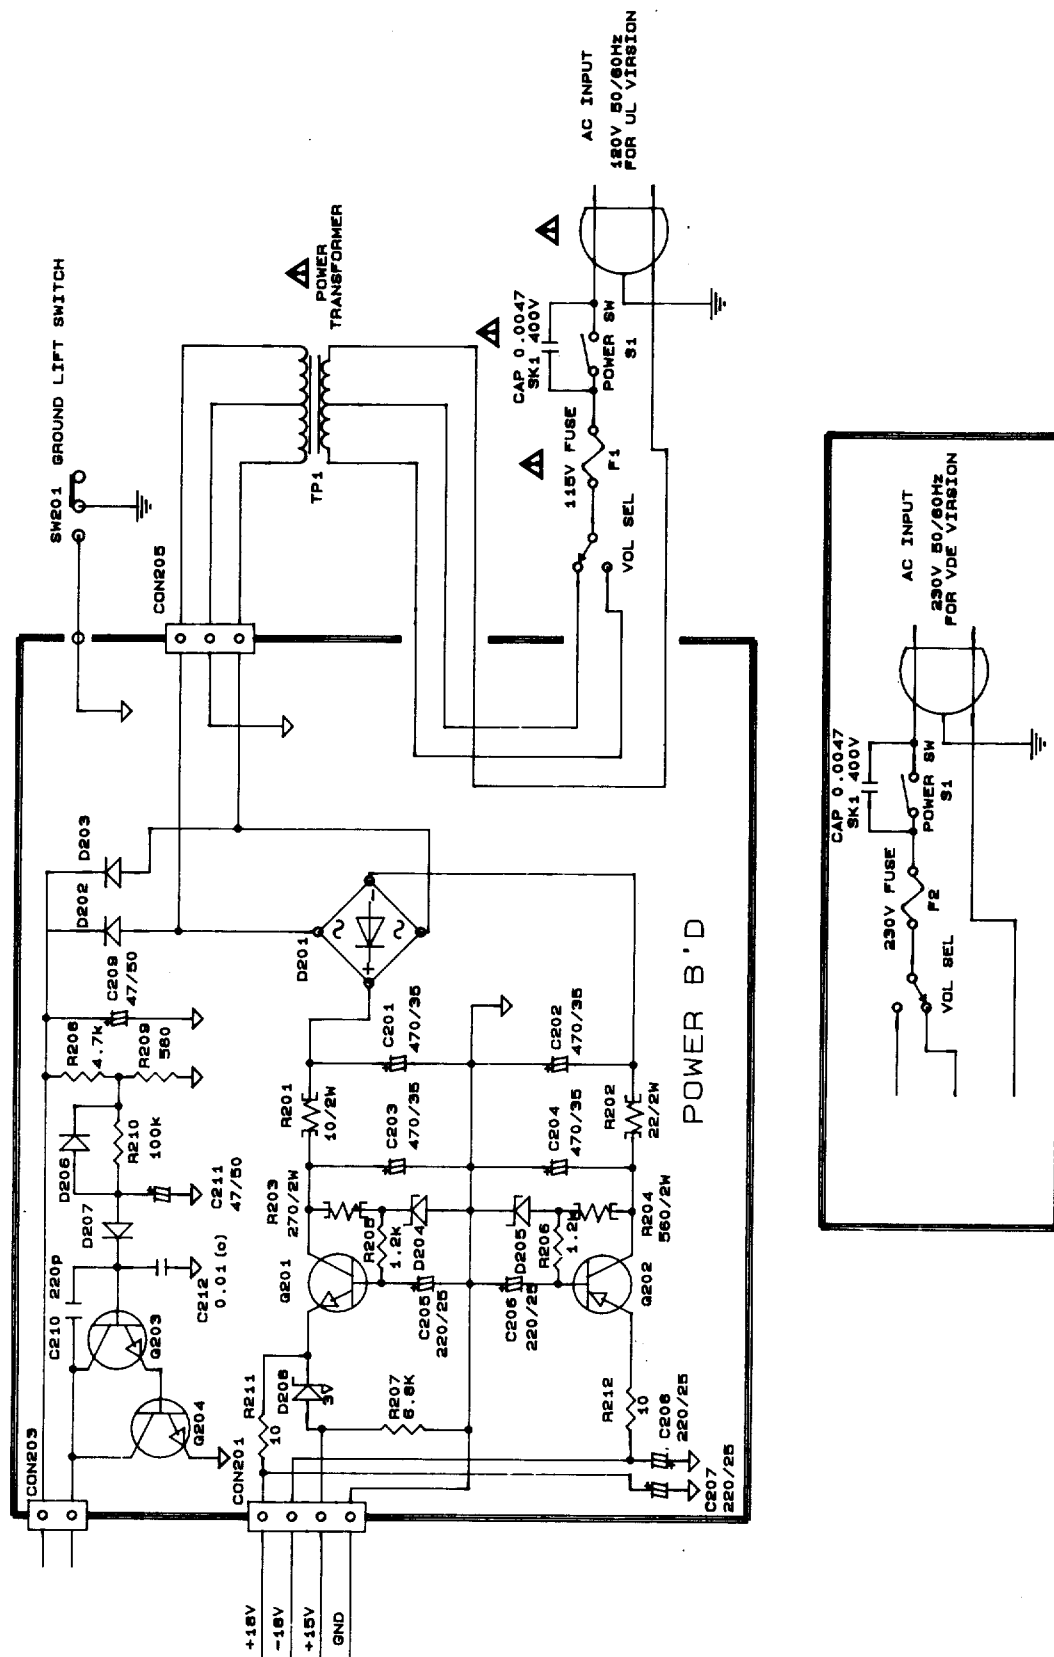 SW201 GROUND LIFT SWITCH
CON205
POWER
TRANSFORMER
TP1
CAP 0.0047
SK1 400V
POWER SW
S1
115V FUSE
F1
VOL SEL
AC INPUT
120V 50/60Hz
FOR UL VIRSION
CON203
C210
220p
Q203
Q204
D207
C212
0.01(c)
D206
R210
100k
C211
47/50
R208
4.7k
R209
560
C209
47/50
D202
D203
D201
+
-
R201
10/2W
C201
470/35
C203
470/35
C202
470/35
C204
470/35
R202
22/2W
R203
270/2W
R205
1.2k
D204
Q201
C205
220/25
D205
R206
1.2k
R204
560/2W
C206
220/25
Q202
R211
10
D208
3V
R207
6.8K
R212
10
C208
220/25
C207
220/25
CON201
+18V
-18V
+15V
GND
POWER B'D
CAP 0.0047
SK1 400V
POWER SW
S1
230V FUSE
F2
VOL SEL
AC INPUT
230V 50/60Hz
FOR VDE VIRSION